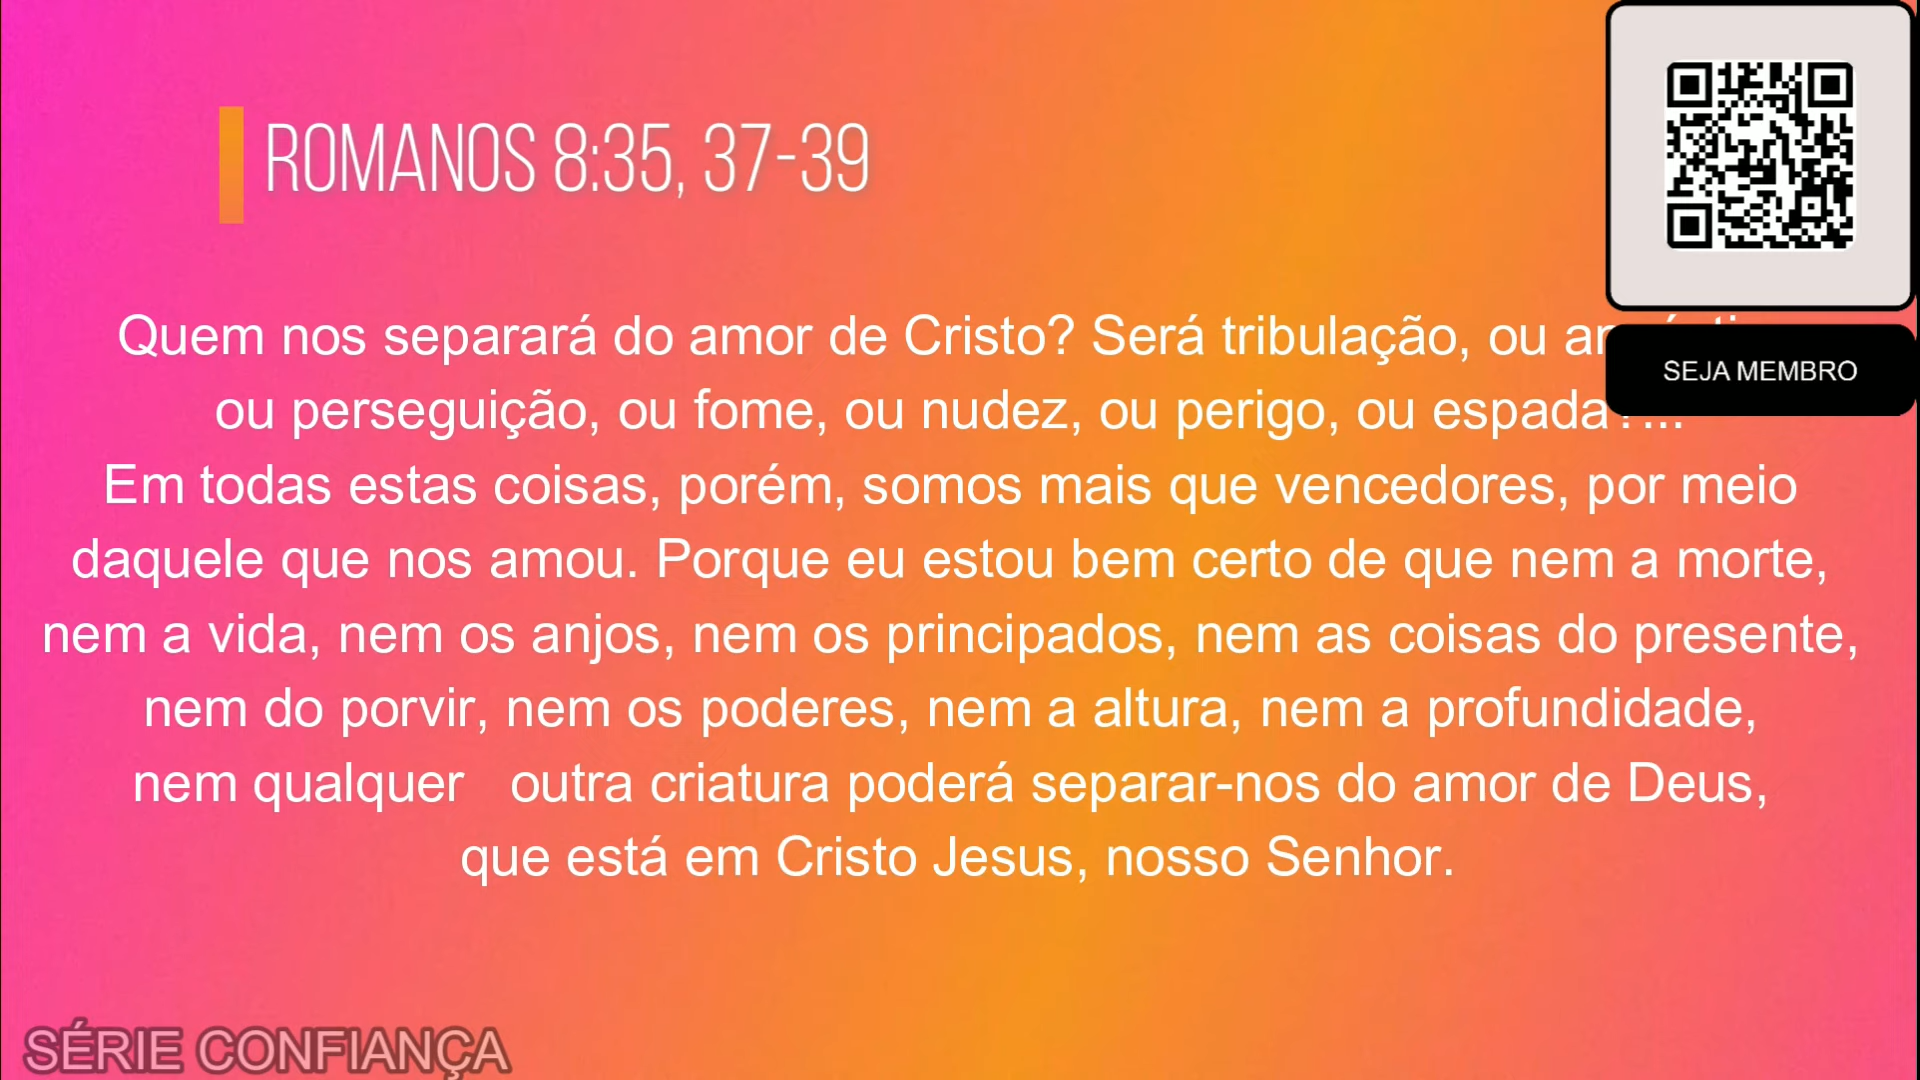 ROMANOS 8:35, 37-39
Quem nos separará do amor de Cristo? Será tribulação, ou
SEJA MEMBRO
ou perseguição, ou fome, ou nudez, ou perigo, ou espada?...
Em todas estas coisas, porém, somos mais que vencedores, por meio
daquele que nos amou. Porque eu estou bem certo de que nem a morte,
nem a vida, nem os anjos, nem os principados, nem as coisas do presente,
nem do porvir, nem os poderes, nem a altura, nem a profundidade,
nem qualquer outra criatura poderá separar-nos do amor de Deus,
que está em Cristo Jesus, nosso Senhor.
SÉRIE CONFIANÇA